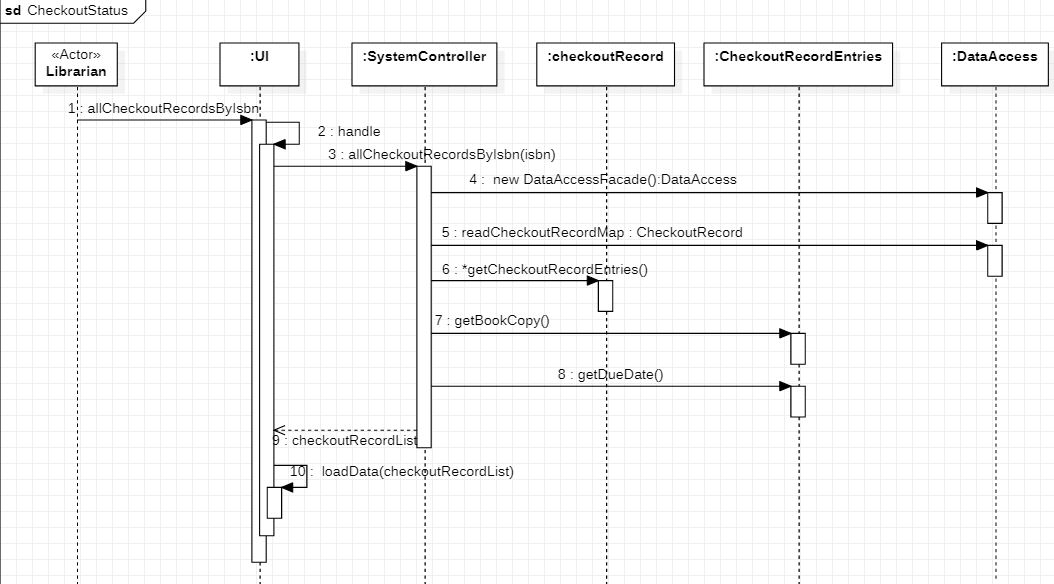 sd CheckoutStatus
«Actor»
Librarian
:UI
:SystemController
:checkoutRecord
:CheckoutRecordEntries
:DataAccess
1 : allCheckoutRecordsByIsbn
2 : handle
3 : allCheckoutRecordsByIsbn(isbn)
4 : new DataAccessFacade():DataAccess
5 : readCheckoutRecordMap : CheckoutRecord
6 : *getCheckoutRecordEntries()
7 : getBookCopy()
8 : getDueDate()
9 : checkoutRecordList
10 : loadData(checkoutRecordList)